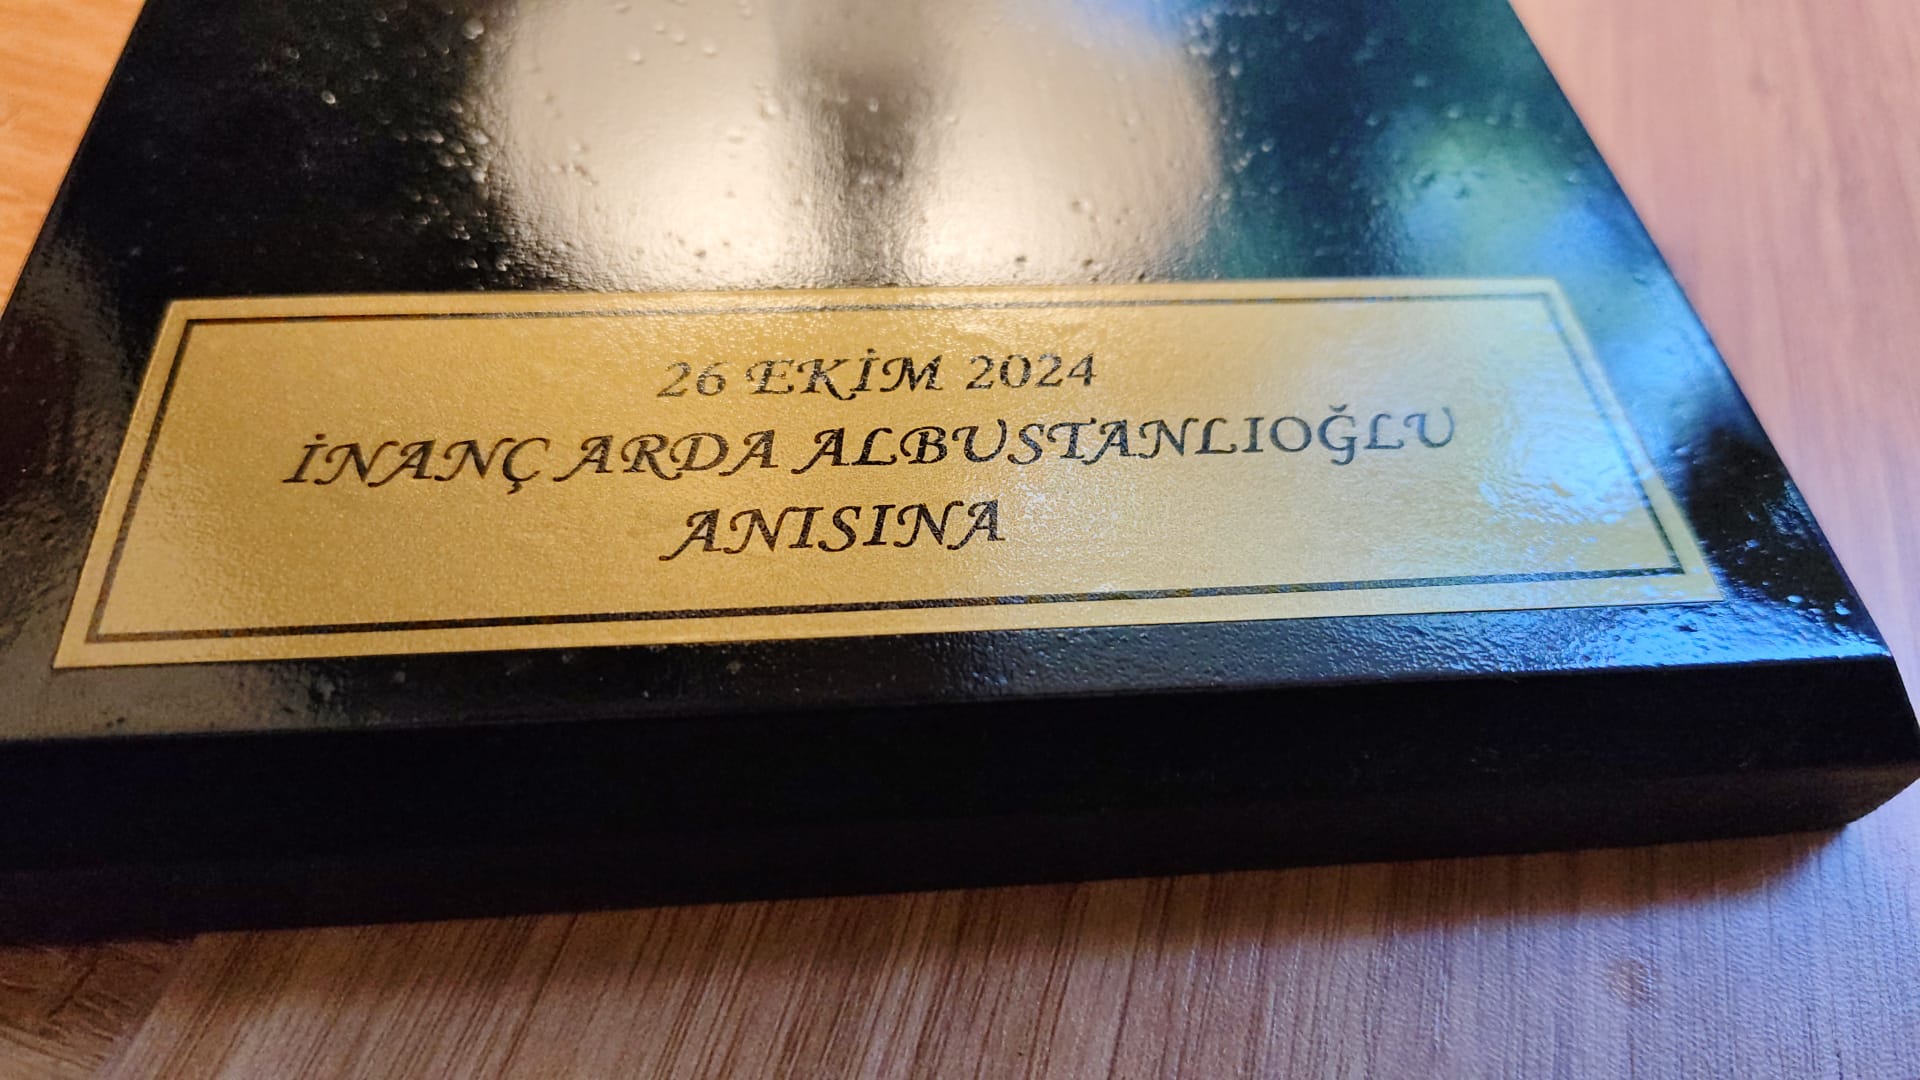 26 EKİM 2024
İNANÇ ARDA ALBUSTANLIOĞLU
ANISINA